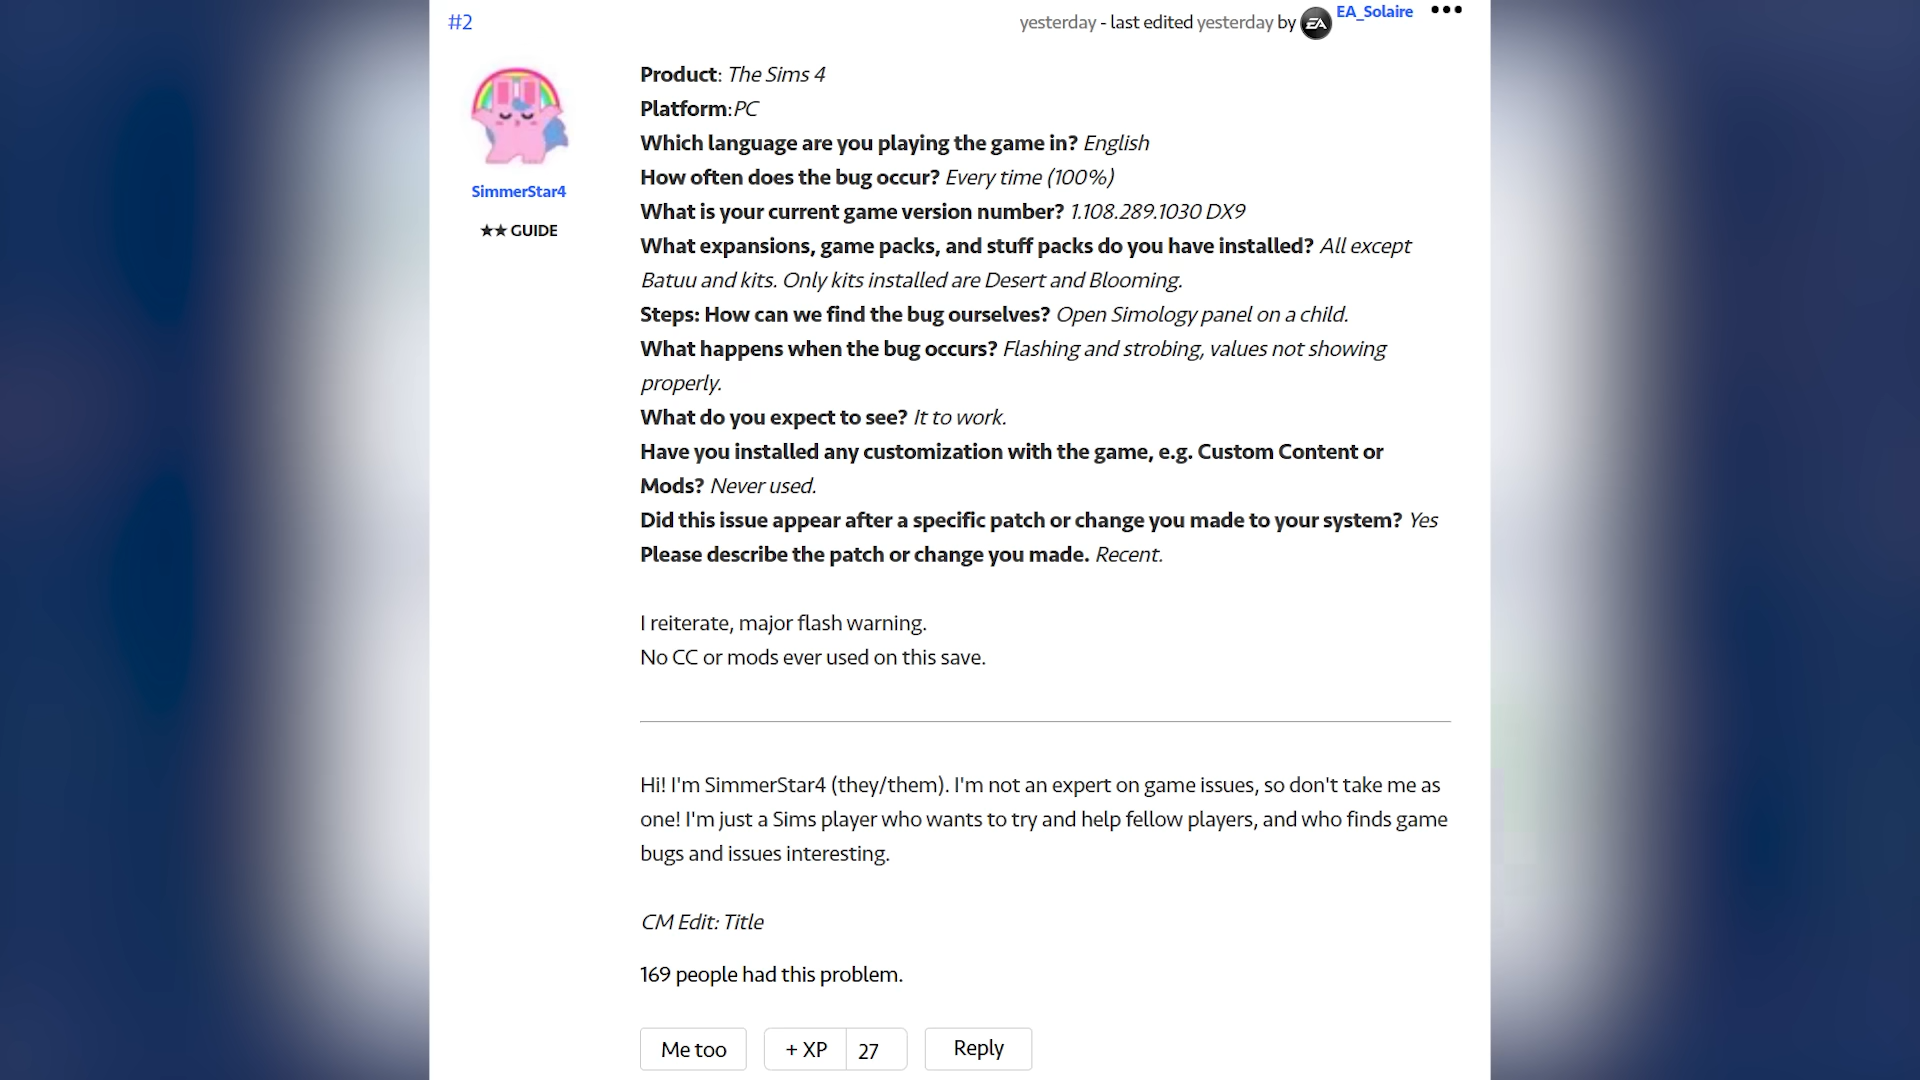 #2
yesterday - last edited yesterday by EA EA_Solaire •••
Product: The Sims 4
Platform:PC
Which language are you playing the game in? English
How often does the bug occur? Every time (100%)
SimmerStar4
What is your current game version number? 1.108.289.1030 DX9
★★ GUIDE
What expansions, game packs, and stuff packs do you have installed? All except
Batuu and kits. Only kits installed are Desert and Blooming.
Steps: How can we find the bug ourselves? Open Simology panel on a child.
What happens when the bug occurs? Flashing and strobing, values not showing
properly.
What do you expect to see? It to work.
Have you installed any customization with the game, e.g. Custom Content or
Mods? Never used.
Did this issue appear after a specific patch or change you made to your system? Yes
Please describe the patch or change you made. Recent.
I reiterate, major flash warning.
No CC or mods ever used on this save.
Hi! I'm SimmerStar4 (they/them). I'm not an expert on game issues, so don't take me as
one! I'm just a Sims player who wants to try and help fellow players, and who finds game
bugs and issues interesting.
CM Edit: Title
169 people had this problem.
Me too
+ XP 27
Reply